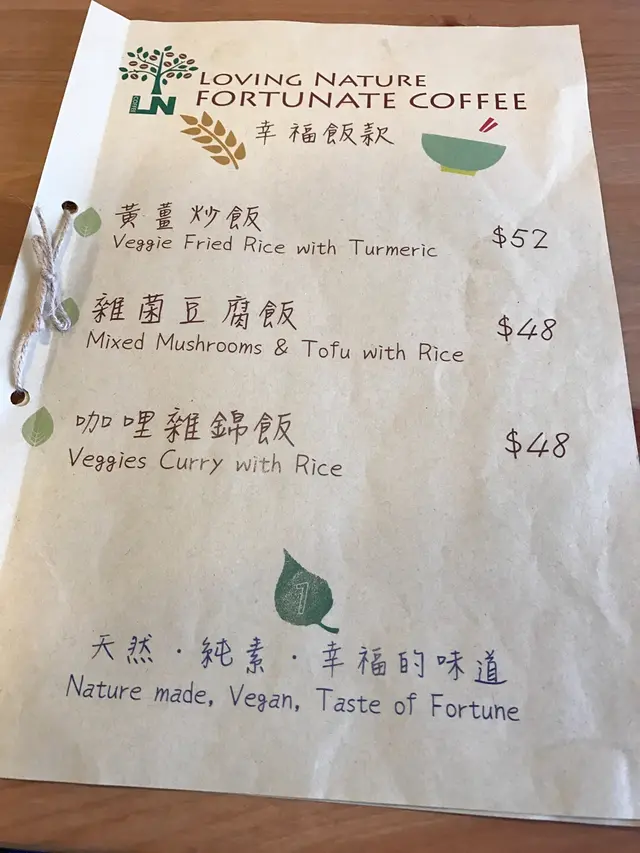 LOVING NATURE
FORTUNATE COFFEE
LN
幸福飯款
黃薑炒飯
Veggie Fried Rice with Turmeric
$52
雜菌豆腐飯
Mixed Mushrooms & Tofu with Rice
$48
咖哩雜錦飯
Veggies Curry with Rice
$48
1
天然·純素·幸福的味道
Nature made, Vegan, Taste of Fortune